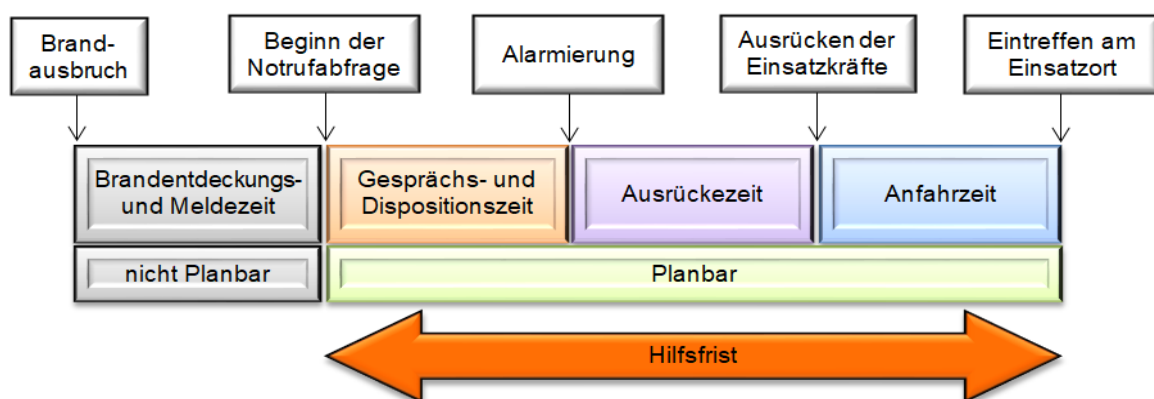 Brand-
ausbruch
Beginn der
Notrufabfrage
Alarmierung
Ausrücken der
Einsatzkräfte
Eintreffen am
Einsatzort
Brandentdeckungs-
und Meldezeit
Gesprächs- und
Dispositionszeit
Ausrückezeit
Anfahrzeit
nicht Planbar
Planbar
Hilfsfrist